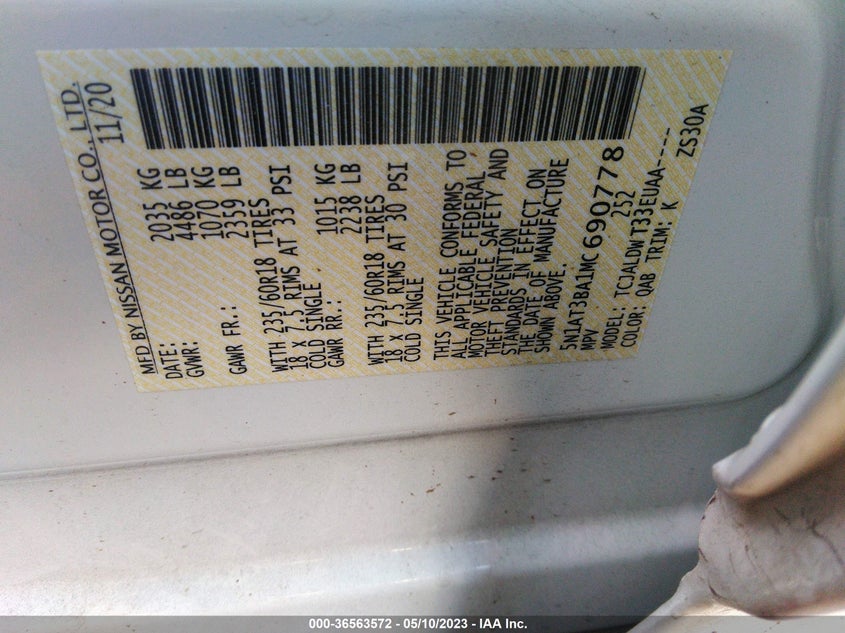 MFD BY NISSAN MOTOR CO., LTD.
DATE: 11/20
GVWR: 2035 KG
4486 LB
GAWR FR.: 1070 KG
2359 LB
WITH 235/60R18 TIRES
18 X 7.5 RIMS AT 33 PSI
COLD SINGLE
GAWR RR.: 1015 KG
2238 LB
WITH 235/60R18 TIRES
18 X 7.5 RIMS AT 30 PSI
COLD SINGLE
THIS VEHICLE CONFORMS TO
ALL APPLICABLE FEDERAL
MOTOR VEHICLE SAFETY AND
THEFT PREVENTION
STANDARDS IN EFFECT ON
THE DATE OF MANUFACTURE
SHOWN ABOVE.
5N1AT3BA1MC690778
MPV 252
MODEL: TCJALDWT33EUAA----
COLOR: QAB TRIM: K
ZS30A
000-36563572 - 05/10/2023 - IAA Inc.